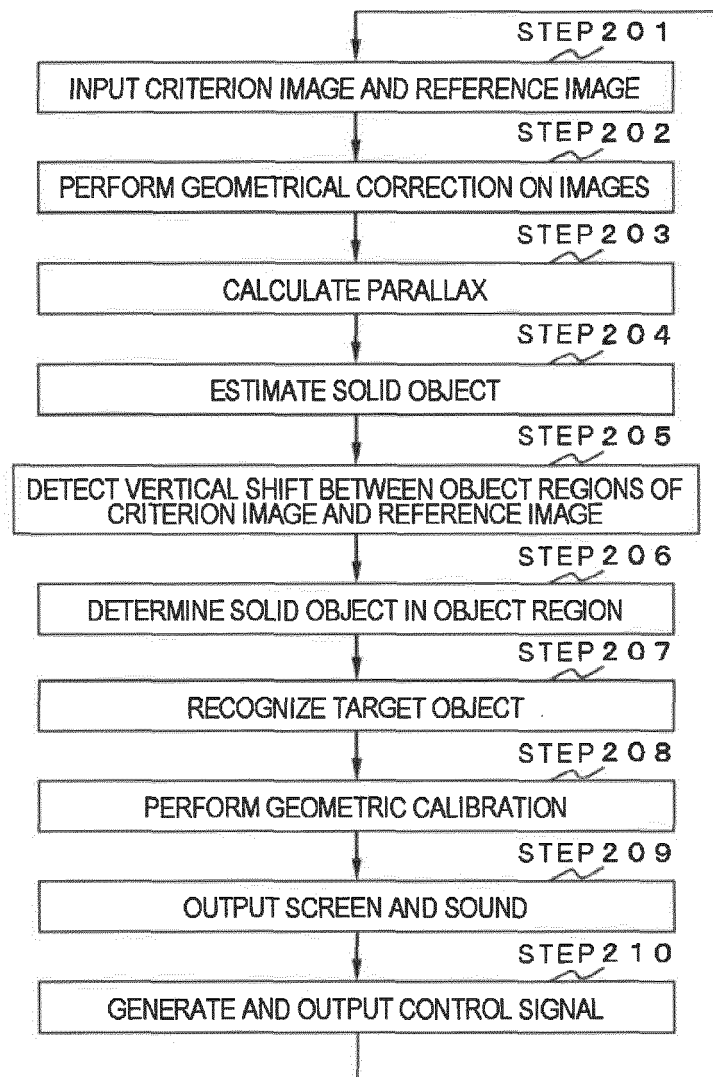 STEP201
INPUT CRITERION IMAGE AND REFERENCE IMAGE
STEP202
PERFORM GEOMETRICAL CORRECTION ON IMAGES
STEP203
CALCULATE PARALLAX
STEP204
ESTIMATE SOLID OBJECT
STEP205
DETECT VERTICAL SHIFT BETWEEN OBJECT REGIONS OF
CRITERION IMAGE AND REFERENCE IMAGE
STEP206
DETERMINE SOLID OBJECT IN OBJECT REGION
STEP207
RECOGNIZE TARGET OBJECT
STEP208
PERFORM GEOMETRIC CALIBRATION
STEP209
OUTPUT SCREEN AND SOUND
STEP210
GENERATE AND OUTPUT CONTROL SIGNAL